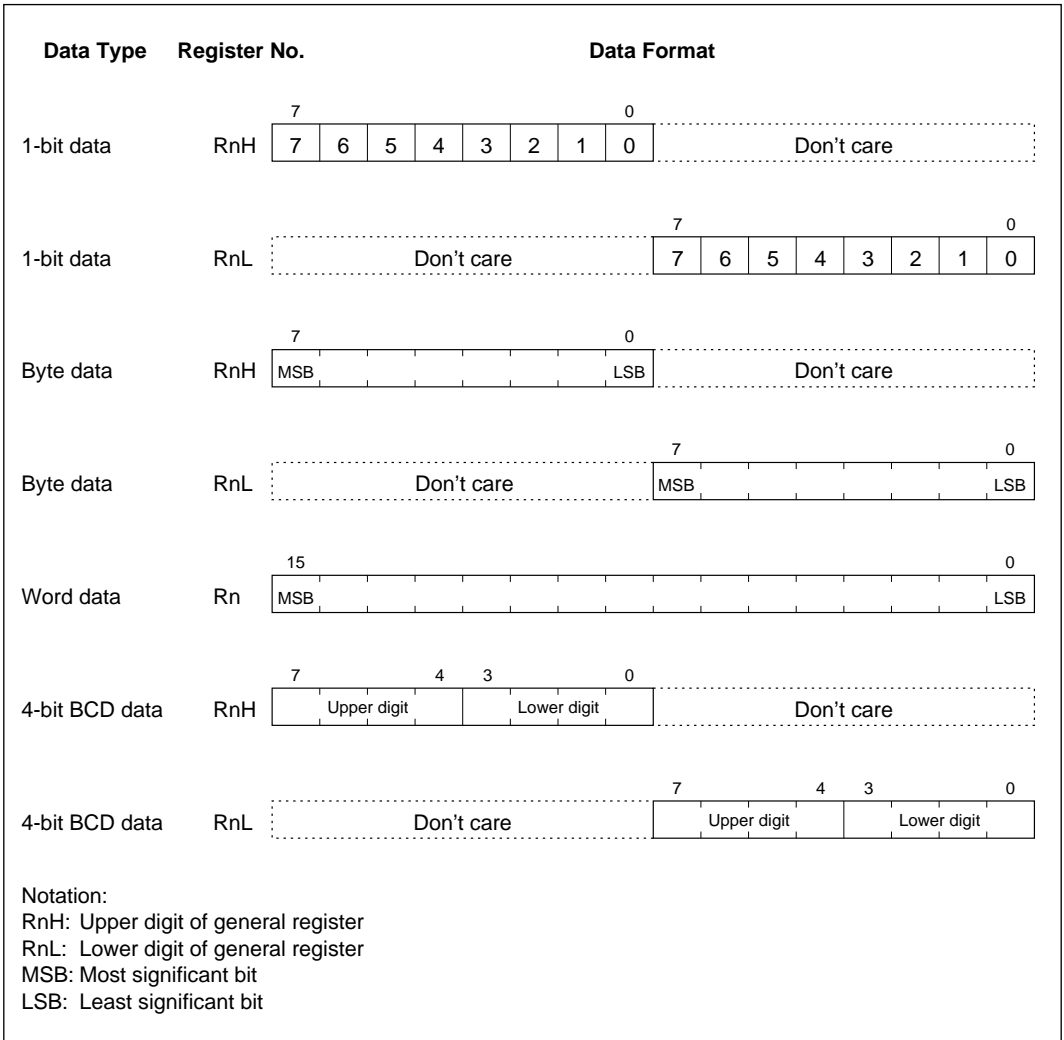 Data Type Register No. Data Format
7 0
1-bit data RnH 7 6 5 4 3 2 1 0 Don't care
7 0
1-bit data RnL Don't care 7 6 5 4 3 2 1 0
7 0
Byte data RnH MSB LSB Don't care
7 0
Byte data RnL Don't care MSB LSB
15 0
Word data Rn MSB LSB
7 4 3 0
4-bit BCD data RnH Upper digit Lower digit Don't care
7 4 3 0
4-bit BCD data RnL Don't care Upper digit Lower digit
Notation:
RnH: Upper digit of general register
RnL: Lower digit of general register
MSB: Most significant bit
LSB: Least significant bit